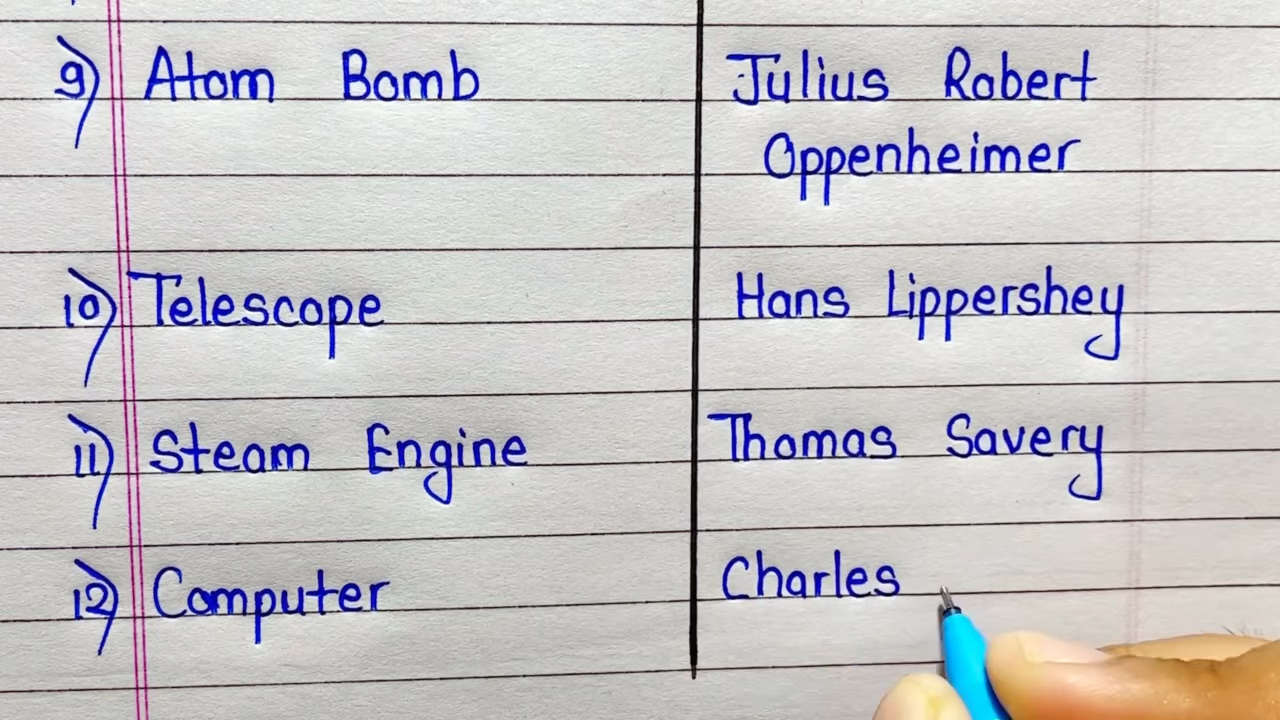 9) Atom Bomb Julius Robert
Oppenheimer
10) Telescope Hans Lippershey
11) Steam Engine Thomas Savery
12) Computer Charles